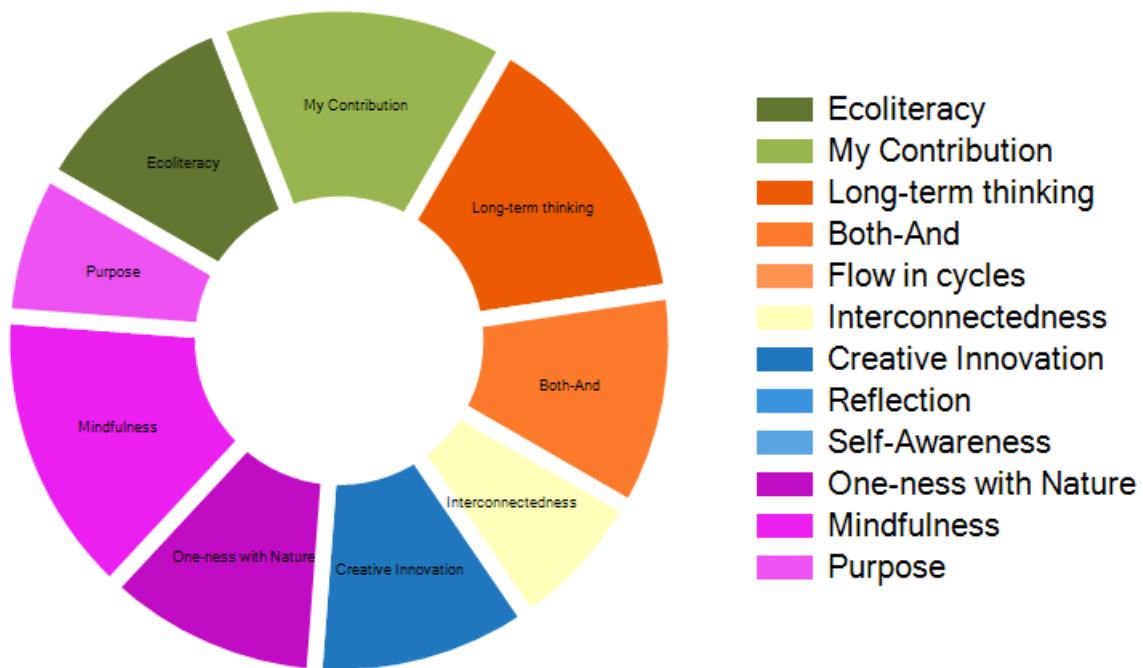 My Contribution
Ecoliteracy
Long-term thinking
Purpose
Both-And
Mindfulness
Interconnectedness
One-ness with Nature
Creative Innovation
Ecoliteracy
My Contribution
Long-term thinking
Both-And
Flow in cycles
Interconnectedness
Creative Innovation
Reflection
Self-Awareness
One-ness with Nature
Mindfulness
Purpose